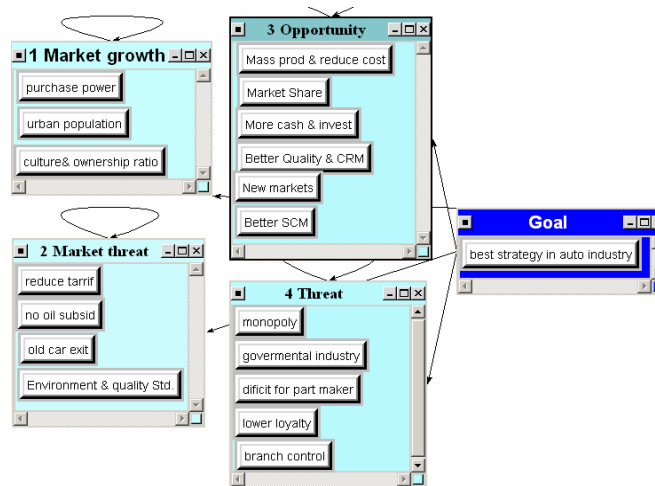 1 Market growth
purchase power
urban population
culture& ownership ratio
2 Market threat
reduce tarrif
no oil subsid
old car exit
Environment & quality Std.
3 Opportunity
Mass prod & reduce cost
Market Share
More cash & invest
Better Quality & CRM
New markets
Better SCM
4 Threat
monopoly
govermental industry
dificit for part maker
lower loyalty
branch control
Goal
best strategy in auto industry